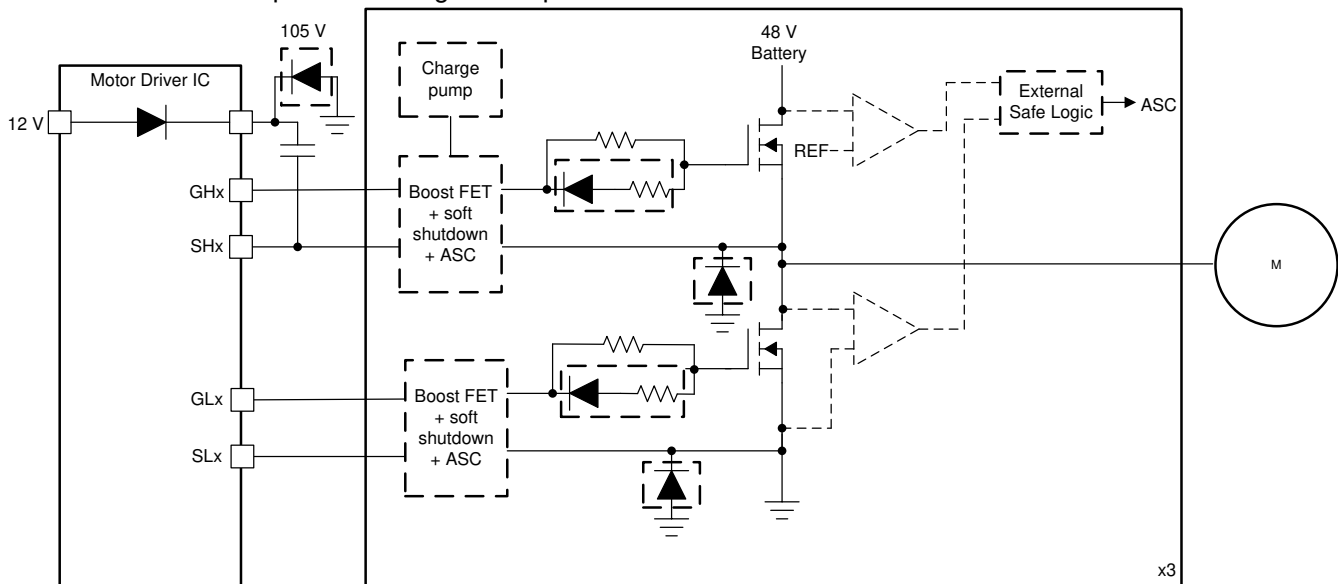 105 V
48 V
Battery
Motor Driver IC
Charge
pump
External
Safe Logic
ASC
12 V
REF
GHx
Boost FET
+ soft
shutdown
+ ASC
SHx
M
GLx
Boost FET
+ soft
shutdown
+ ASC
SLx
x3